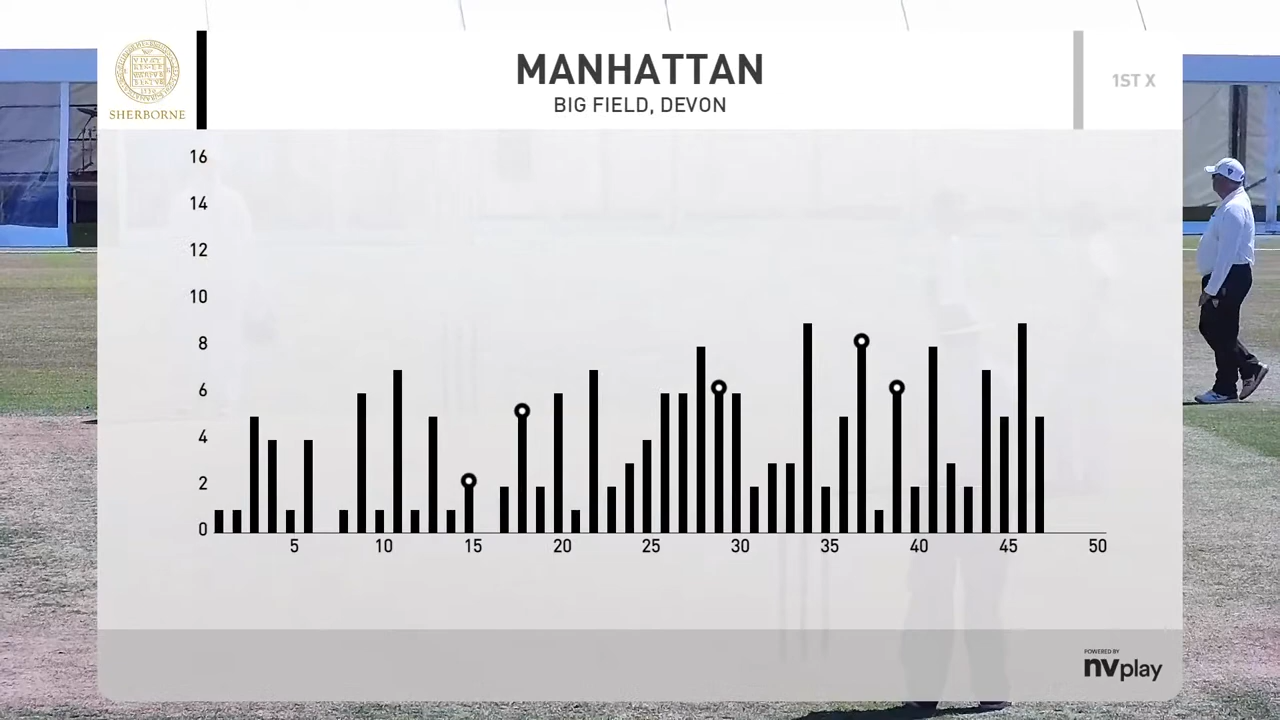 MANHATTAN
BIG FIELD, DEVON
SHERBORNE
1ST X
16
14
12
10
8
6
4
2
0
5 10 15 20 25 30 35 40 45 50
POWERED BY
nvplay